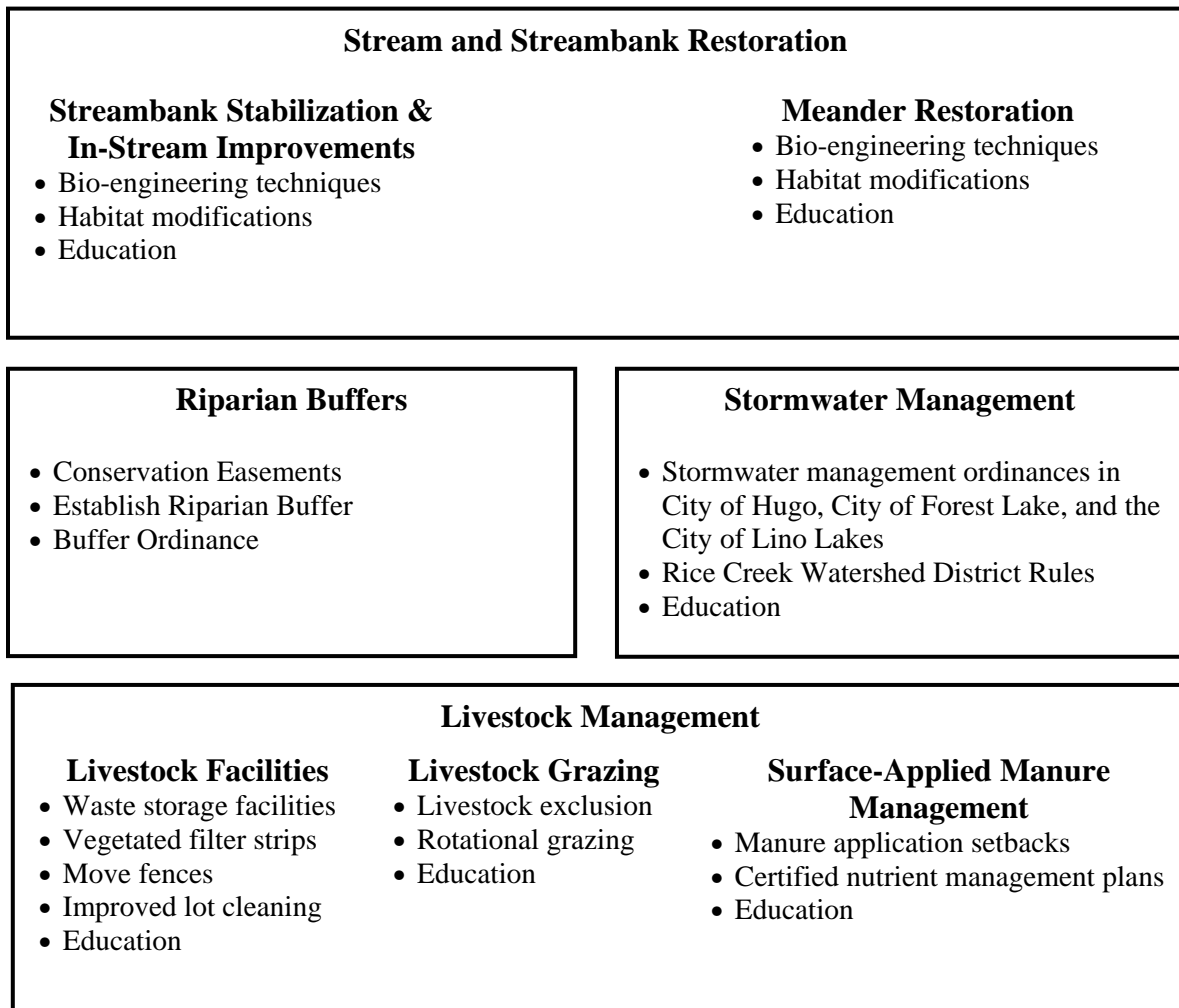 Stream and Streambank Restoration
Streambank Stabilization &
In-Stream Improvements
• Bio-engineering techniques
• Habitat modifications
• Education
Meander Restoration
• Bio-engineering techniques
• Habitat modifications
• Education
Riparian Buffers
• Conservation Easements
• Establish Riparian Buffer
• Buffer Ordinance
Stormwater Management
• Stormwater management ordinances in
City of Hugo, City of Forest Lake, and the
City of Lino Lakes
• Rice Creek Watershed District Rules
• Education
Livestock Management
Livestock Facilities
• Waste storage facilities
• Vegetated filter strips
• Move fences
• Improved lot cleaning
• Education
Livestock Grazing
• Livestock exclusion
• Rotational grazing
• Education
Surface-Applied Manure
Management
• Manure application setbacks
• Certified nutrient management plans
• Education